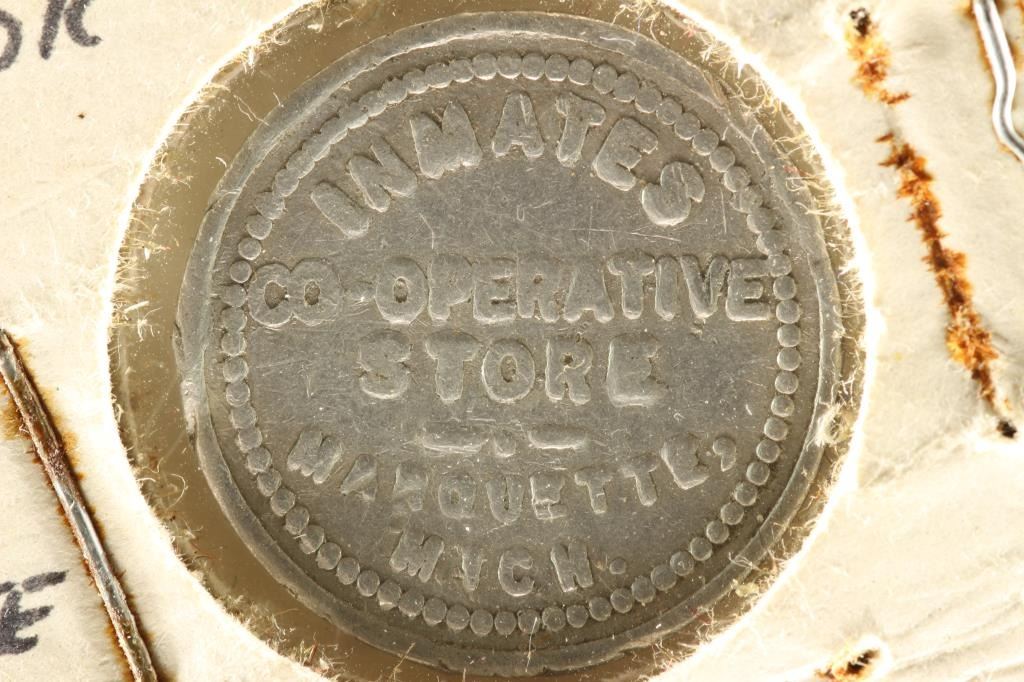 INMATES
CO-OPERATIVE
STORE
MARQUETTE,
MICH.